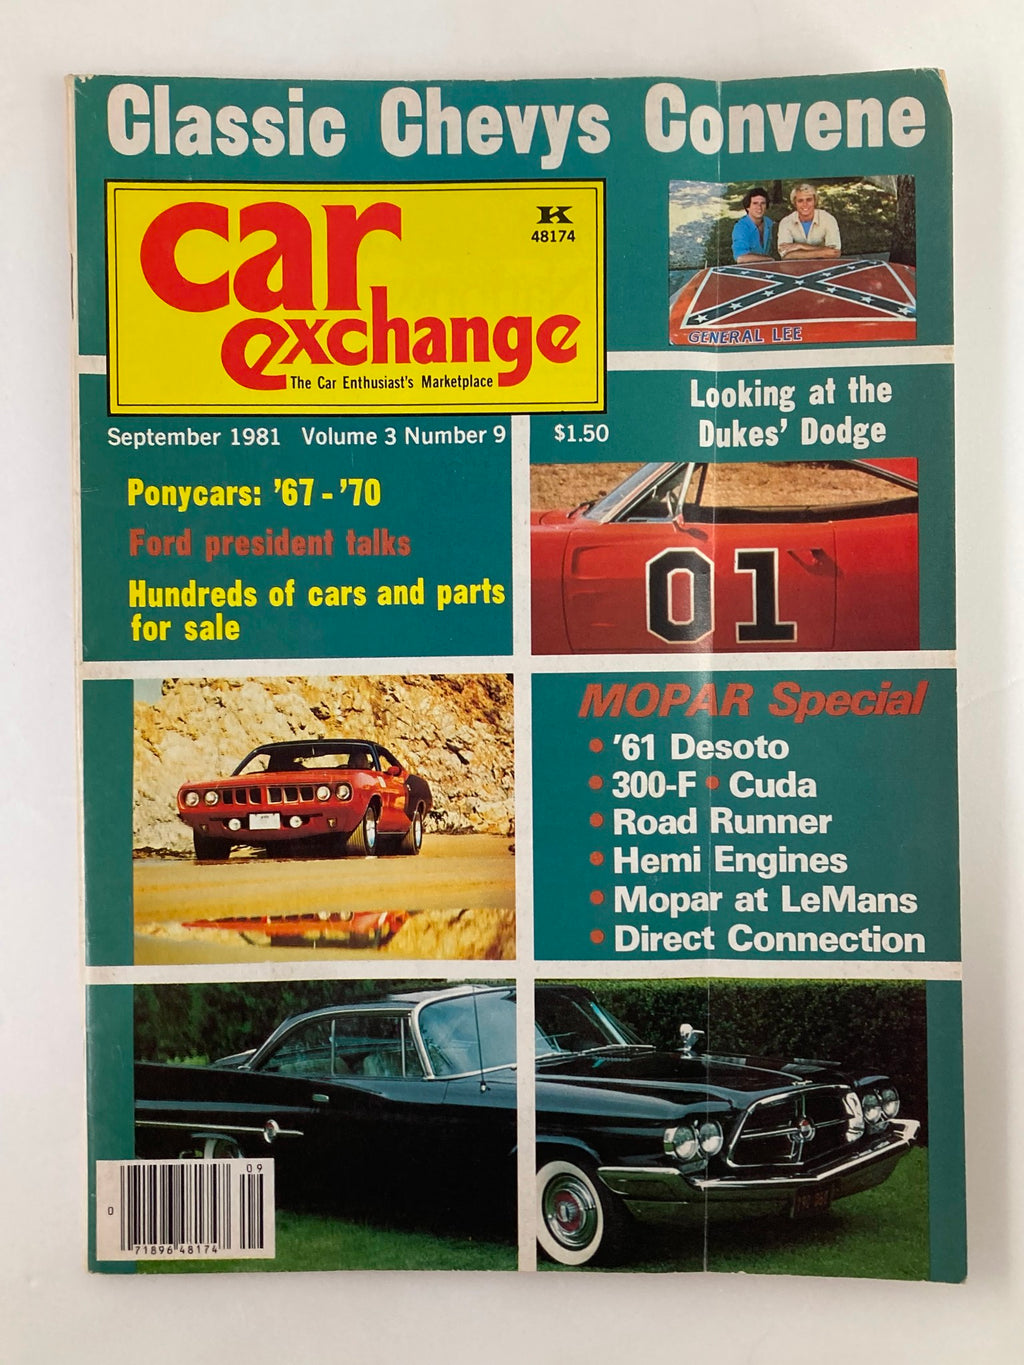 Classic Chevys Convene
car
exchange
The Car Enthusiast's Marketplace
K
48174
GENERAL LEE
September 1981 Volume 3 Number 9 $1.50
Looking at the
Dukes' Dodge
Ponycars: '67-'70
Ford president talks
Hundreds of cars and parts
for sale
01
MOPAR Special
• '61 Desoto
• 300-F • Cuda
• Road Runner
• Hemi Engines
• Mopar at LeMans
• Direct Connection
09
0
71896 48174